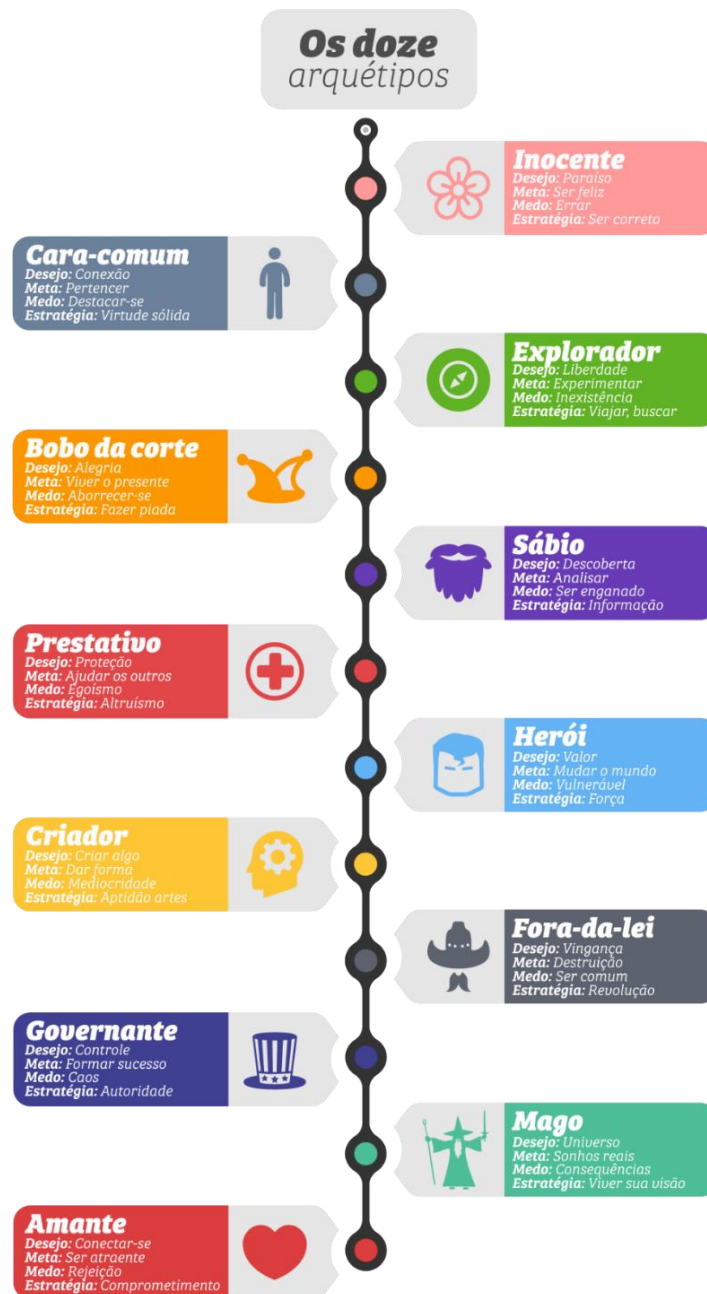 Os doze
arquétipos
Inocente
Desejo: Paraiso
Meta: Ser feliz
Medo: Errar
Estratégia: Ser correto
Cara-comum
Desejo: Conexão
Meta: Pertencer
Medo: Destacar-se
Estratégia: Virtude sólida
Explorador
Desejo: Liberdade
Meta: Experimentar
Medo: Inexistência
Estratégia: Viajar, buscar
Bobo da corte
Desejo: Alegria
Meta: Viver o presente
Medo: Aborrecer-se
Estratégia: Fazer piada
Sábio
Desejo: Descoberta
Meta: Analisar
Medo: Ser enganado
Estratégia: Informação
Prestativo
Desejo: Proteção
Meta: Ajudar os outros
Medo: Egoísmo
Estratégia: Altruísmo
Herói
Desejo: Valor
Meta: Mudar o mundo
Medo: Vulnerável
Estratégia: Força
Criador
Desejo: Criar algo
Meta: Dar forma
Medo: Mediocridade
Estratégia: Aptidão artes
Fora-da-lei
Desejo: Vingança
Meta: Destruição
Medo: Ser comum
Estratégia: Revolução
Governante
Desejo: Controle
Meta: Formar sucesso
Medo: Caos
Estratégia: Autoridade
Mago
Desejo: Universo
Meta: Sonhos reais
Medo: Consequências
Estratégia: Viver sua visão
Amante
Desejo: Conectar-se
Meta: Ser atraente
Medo: Rejeição
Estratégia: Comprometimento